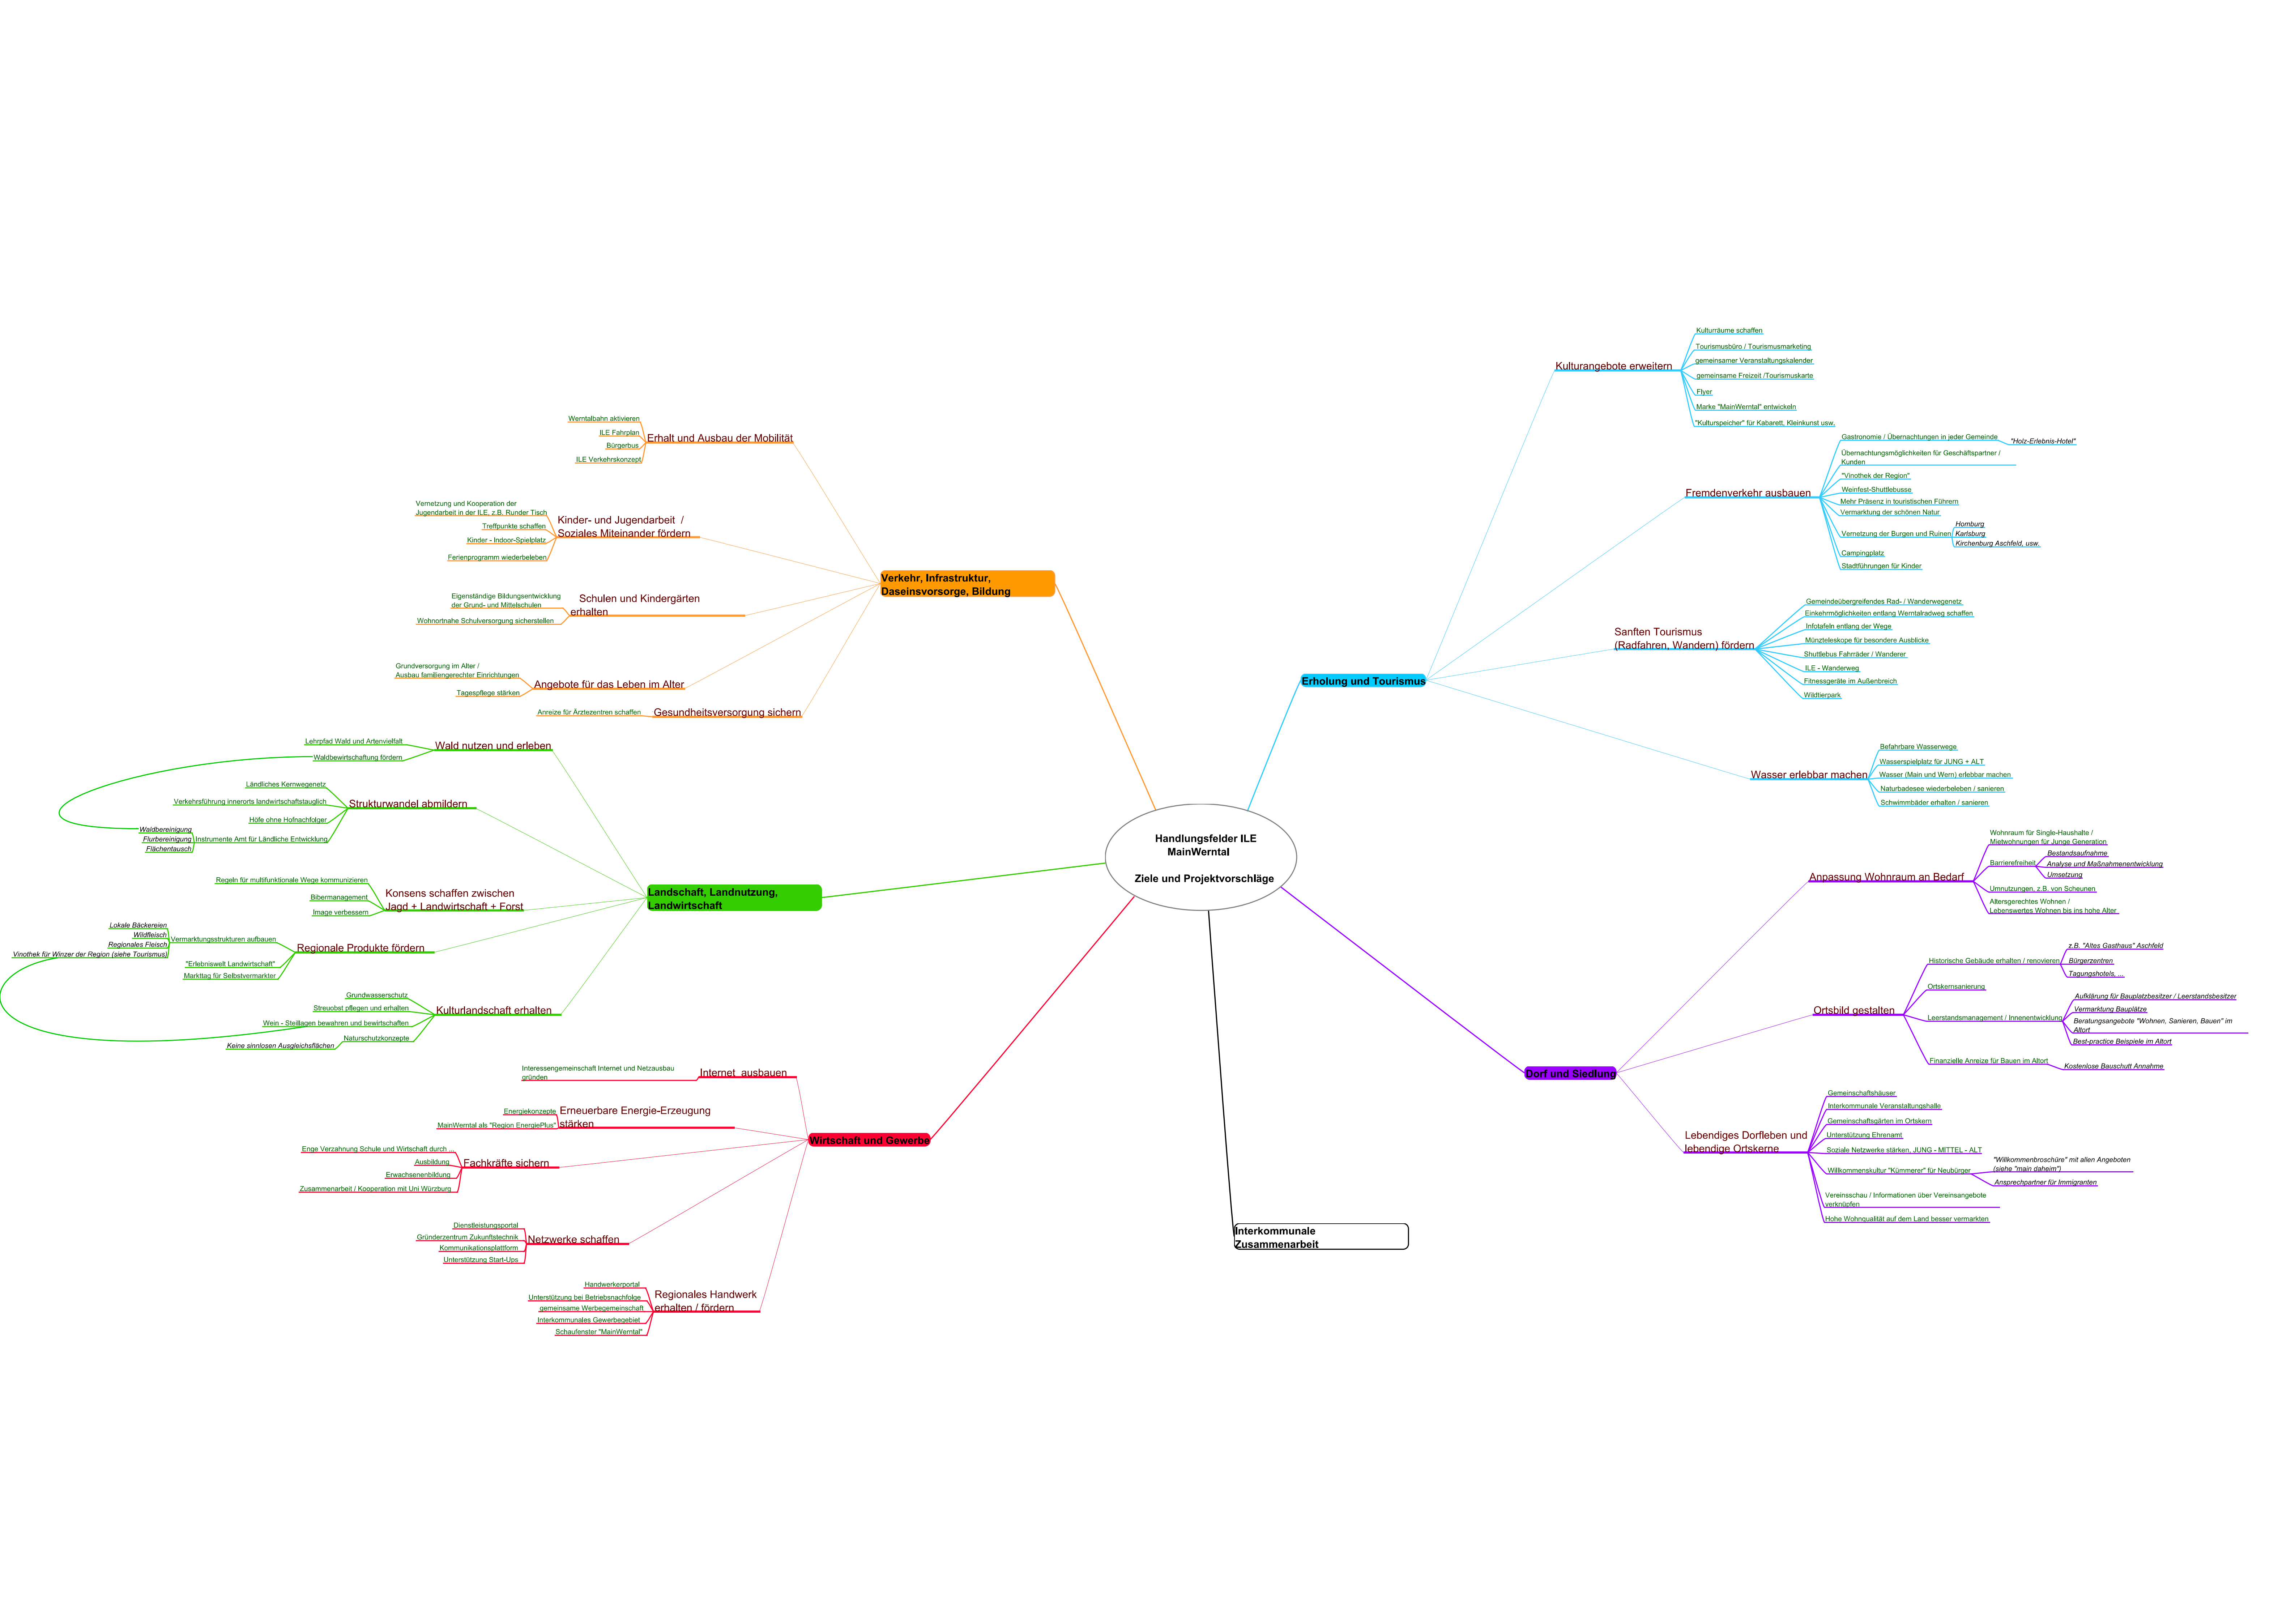 Handlungsfelder ILE
MainWerntal
Ziele und Projektvorschläge
Verkehr, Infrastruktur,
Daseinsvorsorge, Bildung
Erhalt und Ausbau der Mobilität
Werntalbahn aktivieren
ILE Fahrplan
Bürgerbus
ILE Verkehrskonzept
Kinder- und Jugendarbeit /
Soziales Miteinander fördern
Vernetzung und Kooperation der
Jugendarbeit in der ILE, z.B. Runder Tisch
Treffpunkte schaffen
Kinder - Indoor-Spielplatz
Ferienprogramm wiederbeleben
Schulen und Kindergärten
erhalten
Eigenständige Bildungsentwicklung
der Grund- und Mittelschulen
Wohnortnahe Schulversorgung sicherstellen
Angebote für das Leben im Alter
Grundversorgung im Alter /
Ausbau familiengerechter Einrichtungen
Tagespflege stärken
Gesundheitsversorgung sichern
Anreize für Ärztezentren schaffen
Landschaft, Landnutzung,
Landwirtschaft
Wald nutzen und erleben
Lehrpfad Wald und Artenvielfalt
Waldbewirtschaftung fördern
Strukturwandel abmildern
Ländliches Kernwegenetz
Verkehrsführung innerorts landwirtschaftstauglich
Höfe ohne Hofnachfolger
Instrumente Amt für Ländliche Entwicklung
Waldbereinigung
Flurbereinigung
Flächentausch
Konsens schaffen zwischen
Jagd + Landwirtschaft + Forst
Regeln für multifunktionale Wege kommunizieren
Bibermanagement
Image verbessern
Regionale Produkte fördern
Vermarktungsstrukturen aufbauen
Lokale Bäckereien
Wildfleisch
Regionales Fleisch
Vinothek für Winzer der Region (siehe Tourismus)
"Erlebniswelt Landwirtschaft"
Markttag für Selbstvermarkter
Kulturlandschaft erhalten
Grundwasserschutz
Streuobst pflegen und erhalten
Wein - Steillagen bewahren und bewirtschaften
Naturschutzkonzepte
Keine sinnlosen Ausgleichsflächen
Wirtschaft und Gewerbe
Internet ausbauen
Interessengemeinschaft Internet und Netzausbau
gründen
Erneuerbare Energie-Erzeugung
stärken
Energiekonzepte
MainWerntal als "Region EnergiePlus"
Fachkräfte sichern
Enge Verzahnung Schule und Wirtschaft durch ...
Ausbildung
Erwachsenenbildung
Zusammenarbeit / Kooperation mit Uni Würzburg
Netzwerke schaffen
Dienstleistungsportal
Gründerzentrum Zukunftstechnik
Kommunikationsplattform
Unterstützung Start-Ups
Regionales Handwerk
erhalten / fördern
Handwerkerportal
Unterstützung bei Betriebsnachfolge
gemeinsame Werbegemeinschaft
Interkommunales Gewerbegebiet
Schaufenster "MainWerntal"
Erholung und Tourismus
Kulturangebote erweitern
Kulturräume schaffen
Tourismusbüro / Tourismusmarketing
gemeinsamer Veranstaltungskalender
gemeinsame Freizeit /Tourismuskarte
Flyer
Marke "MainWerntal" entwickeln
"Kulturspeicher" für Kabarett, Kleinkunst usw.
Fremdenverkehr ausbauen
Gastronomie / Übernachtungen in jeder Gemeinde
"Holz-Erlebnis-Hotel"
Übernachtungsmöglichkeiten für Geschäftspartner /
Kunden
"Vinothek der Region"
Weinfest-Shuttlebusse
Mehr Präsenz in touristischen Führern
Vermarktung der schönen Natur
Vernetzung der Burgen und Ruinen
Homburg
Karlsburg
Kirchenburg Aschfeld, usw.
Campingplatz
Stadtführungen für Kinder
Sanften Tourismus
(Radfahren, Wandern) fördern
Gemeindeübergreifendes Rad- / Wanderwegenetz
Einkehrmöglichkeiten entlang Werntalradweg schaffen
Infotafeln entlang der Wege
Münzteleskope für besondere Ausblicke
Shuttlebus Fahrräder / Wanderer
ILE - Wanderweg
Fitnessgeräte im Außenbreich
Wildtierpark
Wasser erlebbar machen
Befahrbare Wasserwege
Wasserspielplatz für JUNG + ALT
Wasser (Main und Wern) erlebbar machen
Naturbadesee wiederbeleben / sanieren
Schwimmbäder erhalten / sanieren
Dorf und Siedlung
Anpassung Wohnraum an Bedarf
Wohnraum für Single-Haushalte /
Mietwohnungen für Junge Generation
Barrierefreiheit
Bestandsaufnahme
Analyse und Maßnahmenentwicklung
Umsetzung
Umnutzungen, z.B. von Scheunen
Altersgerechtes Wohnen /
Lebenswertes Wohnen bis ins hohe Alter
Ortsbild gestalten
Historische Gebäude erhalten / renovieren
z.B. "Altes Gasthaus" Aschfeld
Bürgerzentren
Tagungshotels, ...
Ortskernsanierung
Leerstandsmanagement / Innenentwicklung
Aufklärung für Bauplatzbesitzer / Leerstandsbesitzer
Vermarktung Bauplätze
Beratungsangebote "Wohnen, Sanieren, Bauen" im
Altort
Best-practice Beispiele im Altort
Finanzielle Anreize für Bauen im Altort
Kostenlose Bauschutt Annahme
Lebendiges Dorfleben und
lebendige Ortskerne
Gemeinschaftshäuser
Interkommunale Veranstaltungshalle
Gemeinschaftsgärten im Ortskern
Unterstützung Ehrenamt
Soziale Netzwerke stärken, JUNG - MITTEL - ALT
Willkommenskultur "Kümmerer" für Neubürger
"Willkommenbroschüre" mit allen Angeboten
(siehe "main daheim")
Ansprechpartner für Immigranten
Vereinsschau / Informationen über Vereinsangebote
verknüpfen
Hohe Wohnqualität auf dem Land besser vermarkten
Interkommunale
Zusammenarbeit